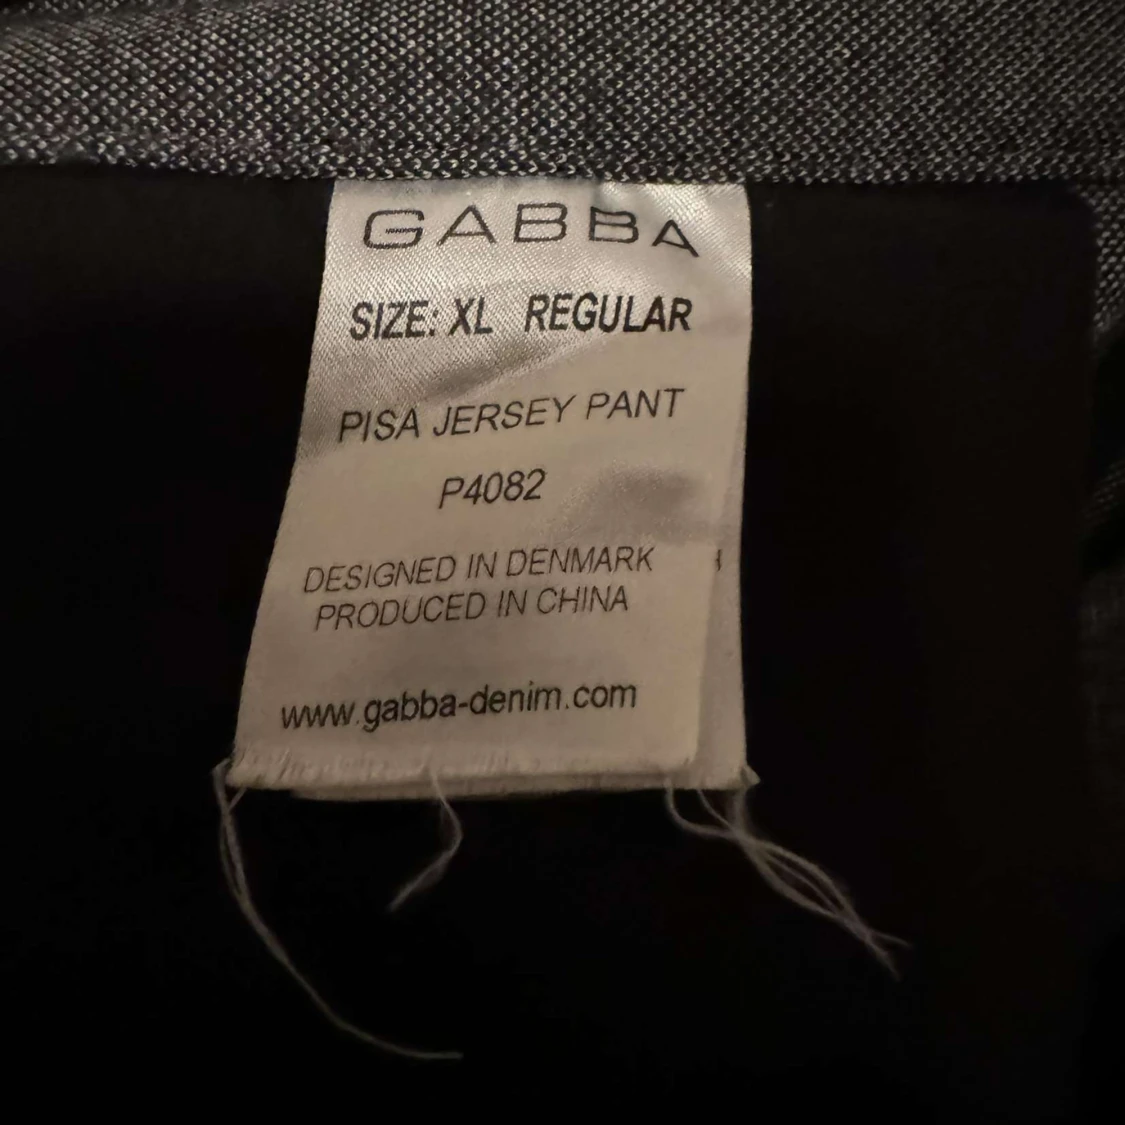 GABBA
SIZE: XL REGULAR
PISA JERSEY PANT
P4082
DESIGNED IN DENMARK
PRODUCED IN CHINA
www.gabba-denim.com